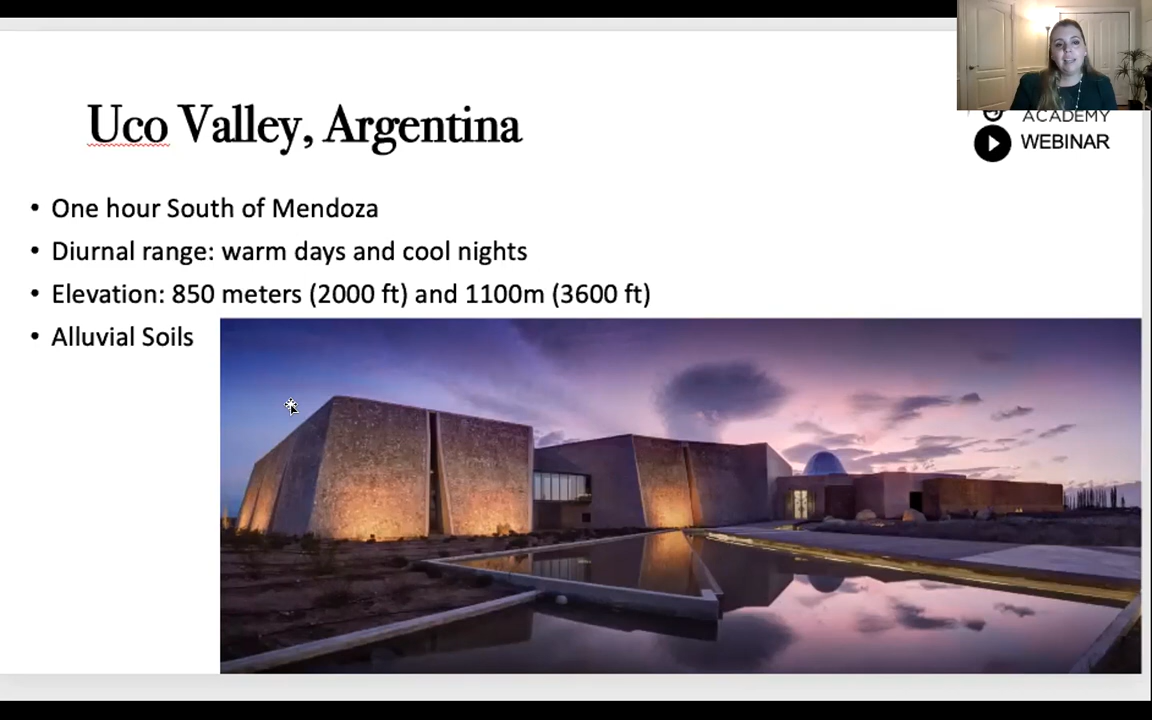 Uco Valley, Argentina
ACADEMY
WEBINAR
• One hour South of Mendoza
• Diurnal range: warm days and cool nights
• Elevation: 850 meters (2000 ft) and 1100m (3600 ft)
• Alluvial Soils